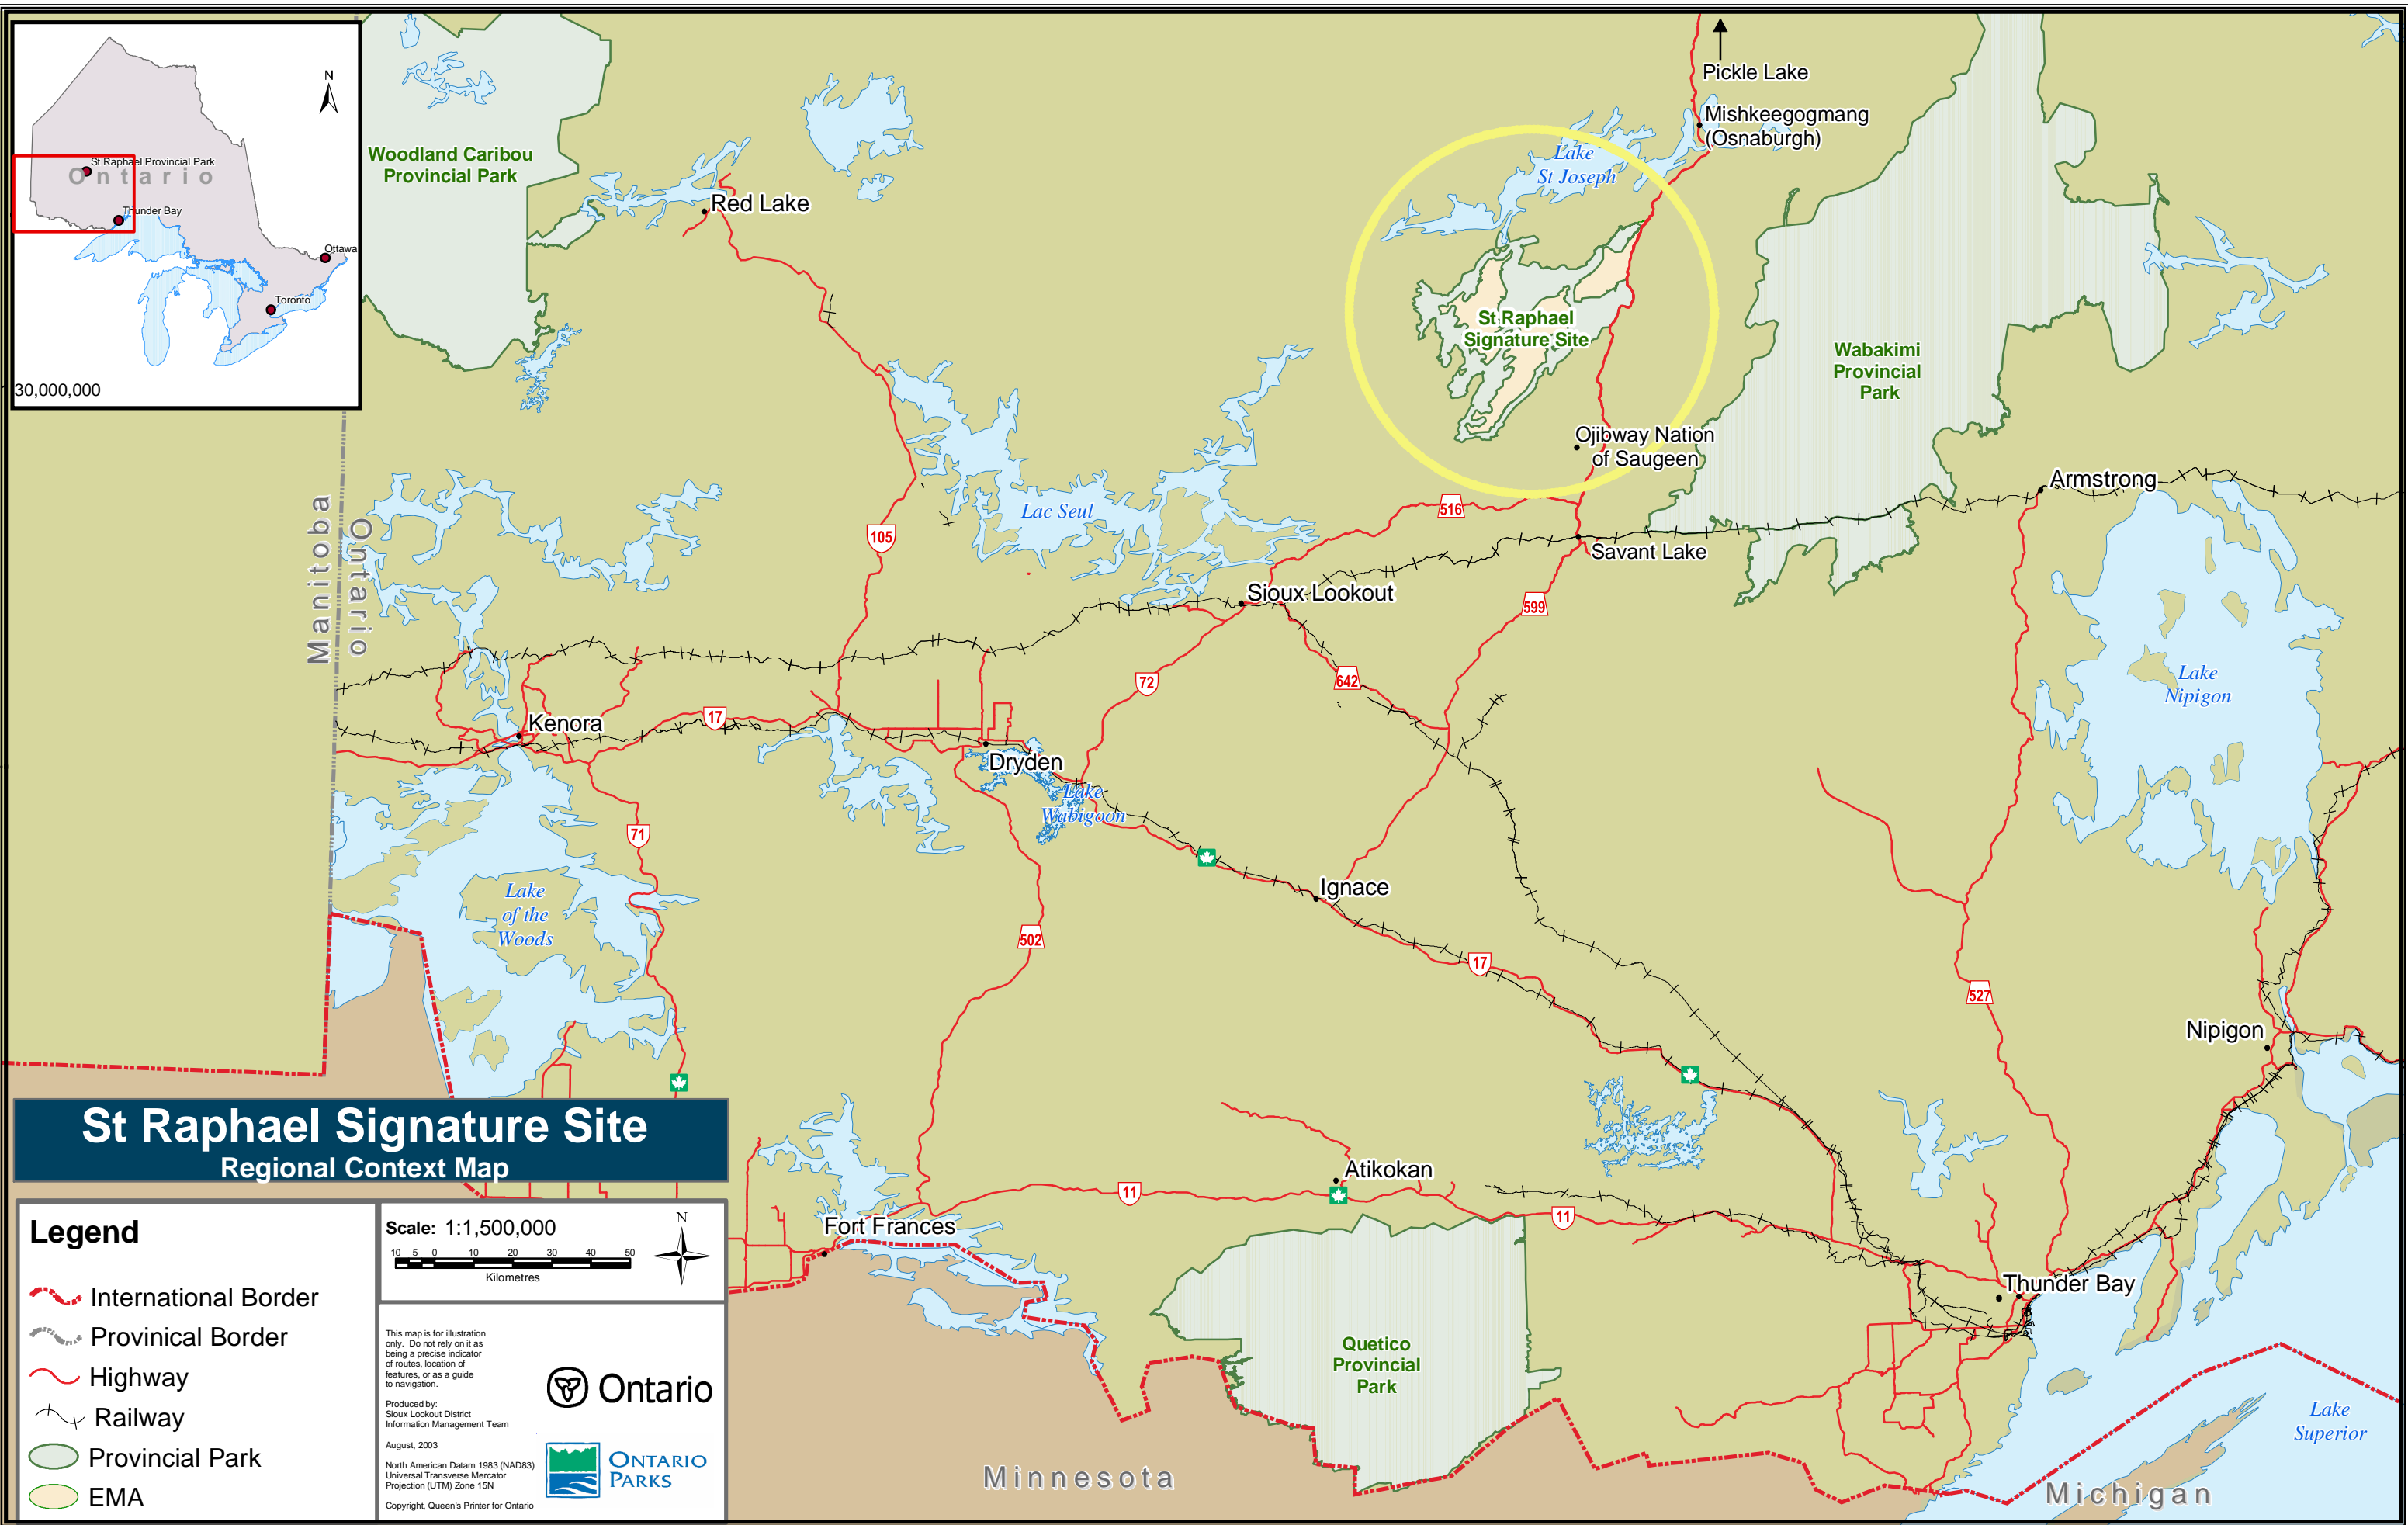 N
St Raphael Provincial Park
Ontario
Thunder Bay
Ottawa
Toronto
30,000,000
Woodland Caribou
Provincial Park
Red Lake
Pickle Lake
Mishkeegogmang
(Osnaburgh)
Lake
St Joseph
St Raphael
Signature Site
Wabakimi
Provincial
Park
Ojibway Nation
of Saugeen
Armstrong
Manitoba
Ontario
Lac Seul
105
516
Savant Lake
Sioux Lookout
599
72
642
Lake
Nipigon
Kenora
17
Dryden
Lake
Wabigoon
71
Ignace
Lake
of the
Woods
502
17
527
Nipigon
St Raphael Signature Site
Regional Context Map
Atikokan
11
11
Fort Frances
Thunder Bay
Quetico
Provincial
Park
Lake
Superior
Minnesota
Michigan
Legend
International Border
Provinical Border
Highway
Railway
Provincial Park
EMA
Scale: 1:1,500,000
10 5 0 10 20 30 40 50
Kilometres
N
This map is for illustration
only. Do not rely on it as
being a precise indicator
of routes, location of
features, or as a guide
to navigation.
Produced by:
Sioux Lookout District
Information Management Team
August, 2003
North American Datam 1983 (NAD83)
Universal Transverse Mercator
Projection (UTM) Zone 15N
Copyright, Queen's Printer for Ontario
Ontario
ONTARIO
PARKS